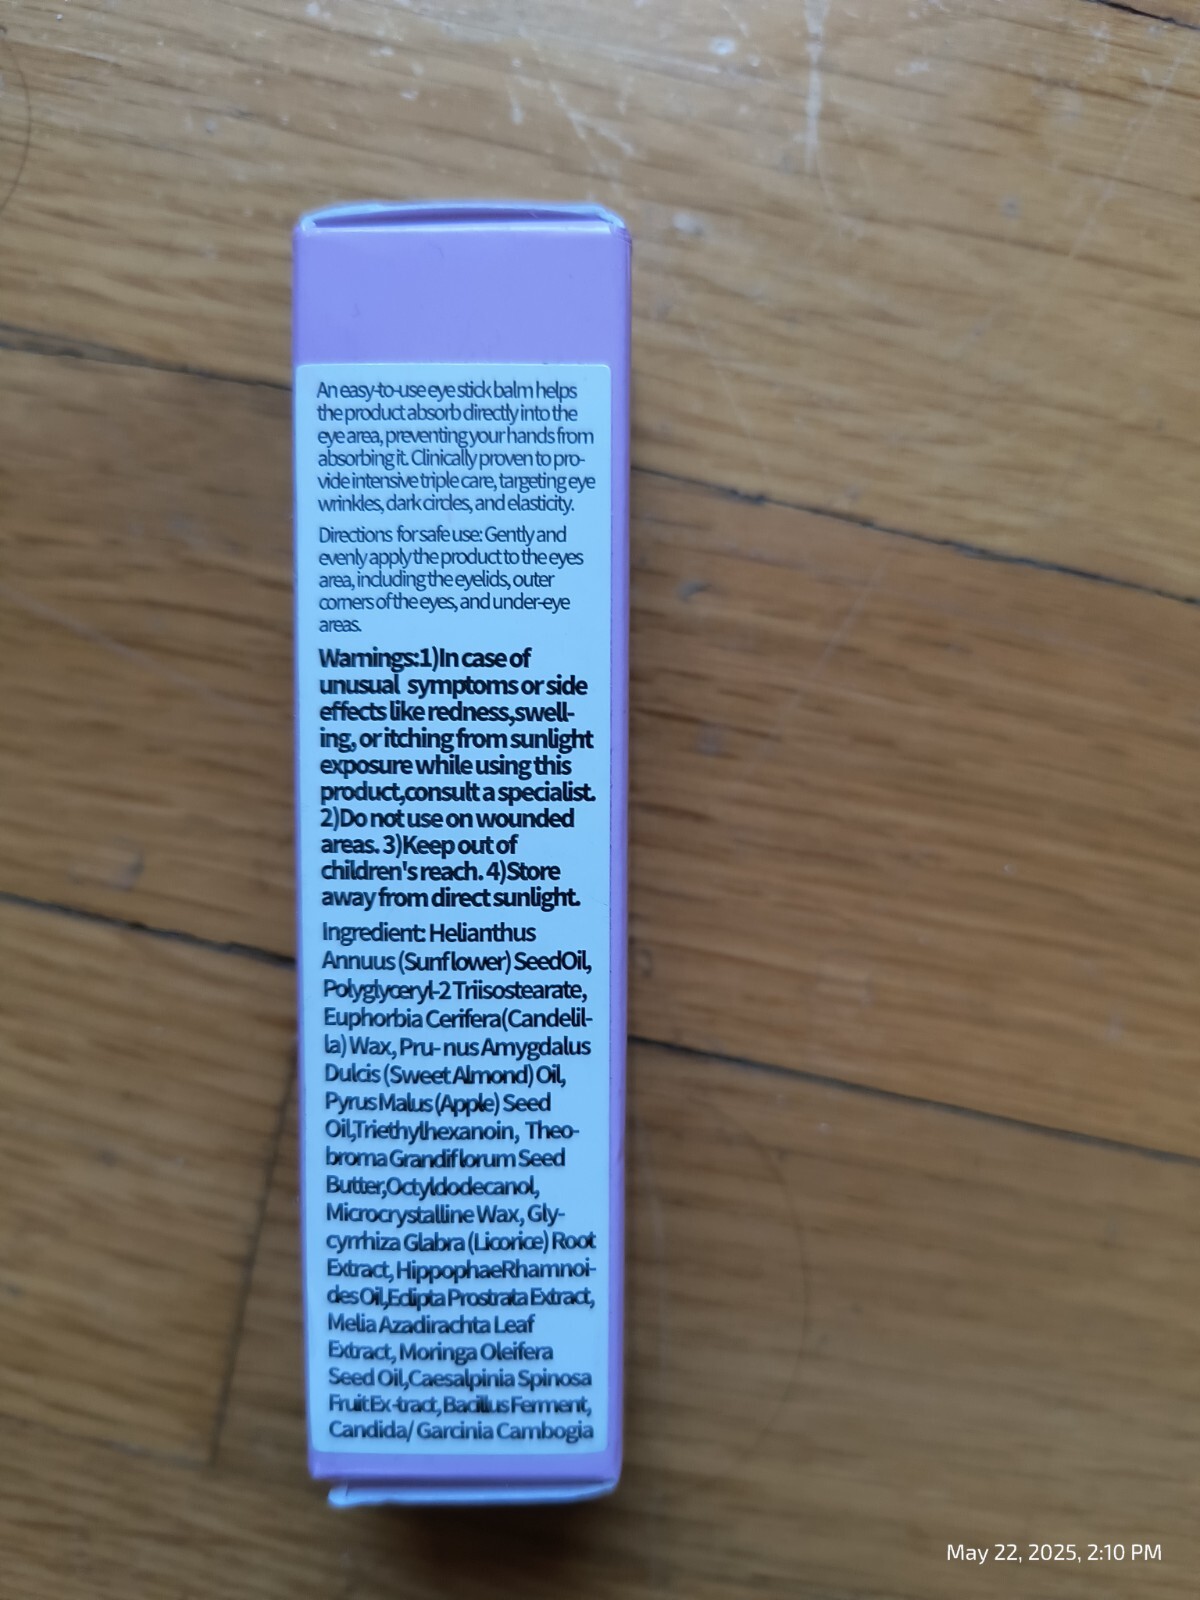 An easy-to-use eye stick balm helps
the product absorb directly into the
eye area, preventing your hands from
absorbing it. Clinically proven to pro-
vide intensive triple care, targeting eye
wrinkles, dark circles, and elasticity.
Directions for safe use: Gently and
evenly apply the product to the eyes
area, including the eyelids, outer
corners of the eyes, and under-eye
areas.
Warnings:1)In case of
unusual symptoms or side
effects like redness,swell-
ing, or itching from sunlight
exposure while using this
product,consult a specialist.
2)Do not use on wounded
areas. 3)Keep out of
children's reach. 4)Store
away from direct sunlight.
Ingredient: Helianthus
Annuus (Sunflower) SeedOil,
Polyglyceryl-2 Triisostearate,
Euphorbia Cerifera(Candelil-
la) Wax, Pru- nus Amygdalus
Dulcis (Sweet Almond) Oil,
Pyrus Malus (Apple) Seed
Oil,Triethylhexanoin, Theo-
broma Grandiflorum Seed
Butter,Octyldodecanol,
Microcrystalline Wax, Gly-
cyrrhiza Glabra (Licorice) Root
Extract, HippophaeRhamnoi-
des Oil,Eclipta Prostrata Extract,
Melia Azadirachta Leaf
Extract, Moringa Oleifera
Seed Oil,Caesalpinia Spinosa
Fruit Ex-tract, Bacillus Ferment,
Candida/ Garcinia Cambogia
May 22, 2025, 2:10 PM